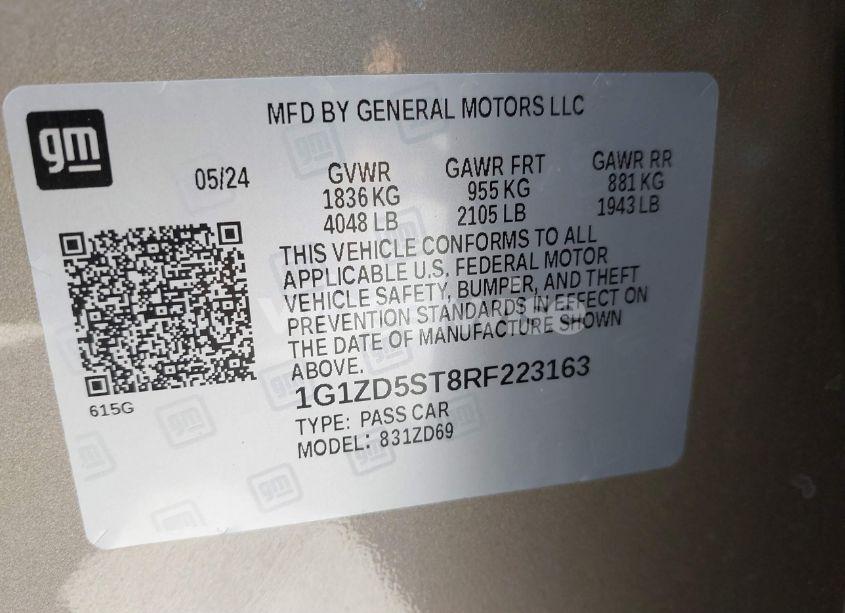 gm
MFD BY GENERAL MOTORS LLC
05/24
GVWR GAWR FRT GAWR RR
1836 KG 955 KG 881 KG
4048 LB 2105 LB 1943 LB
THIS VEHICLE CONFORMS TO ALL
APPLICABLE U.S. FEDERAL MOTOR
VEHICLE SAFETY, BUMPER, AND THEFT
PREVENTION STANDARDS IN EFFECT ON
THE DATE OF MANUFACTURE SHOWN
ABOVE.
1G1ZD5ST8RF223163
TYPE: PASS CAR
MODEL: 831ZD69
615G